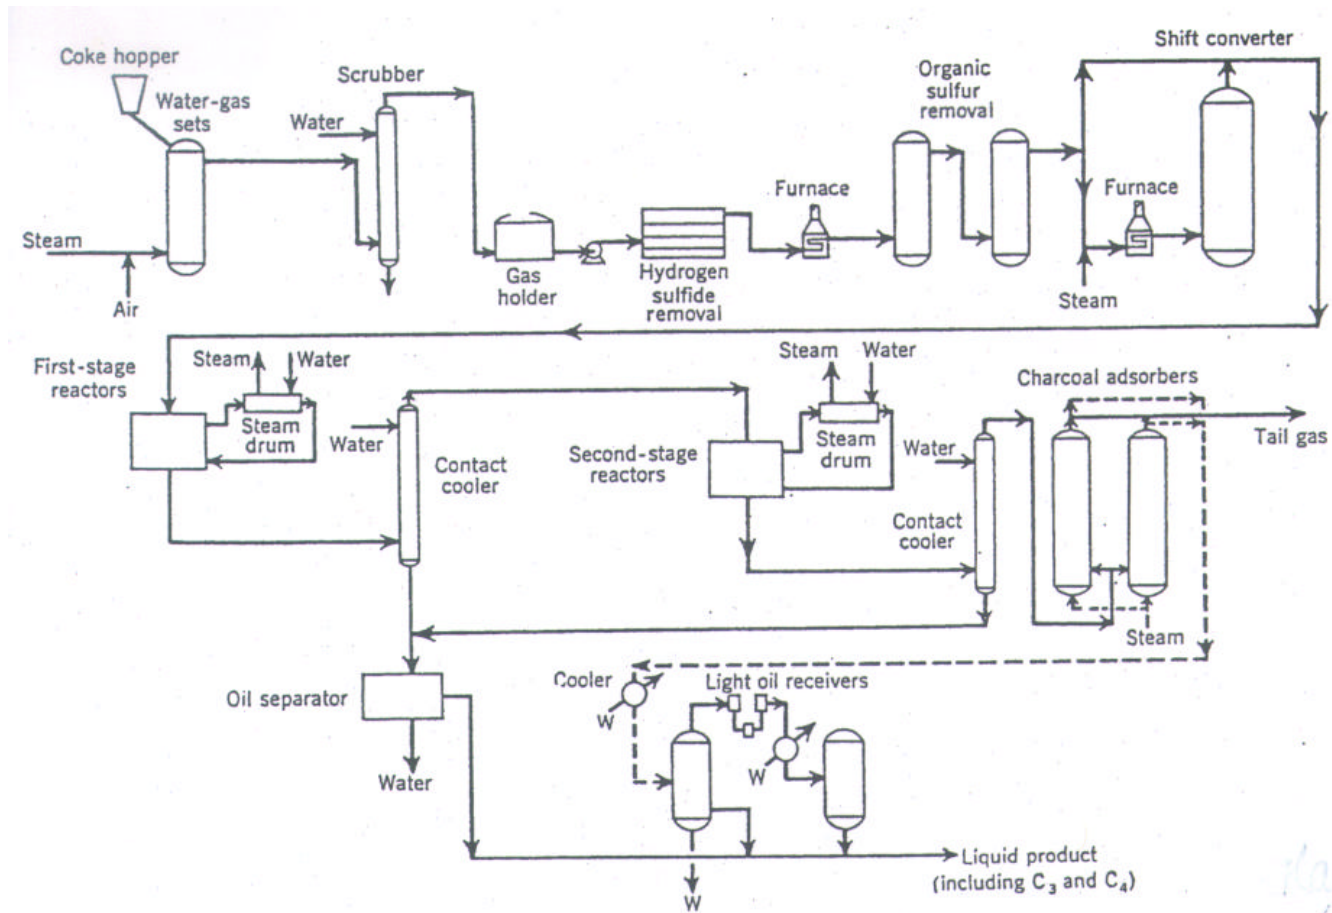 Coke hopper
Water-gas
sets
Scrubber
Water
Steam
Air
Gas
holder
Hydrogen
sulfide
removal
Furnace
Organic
sulfur
removal
Furnace
Steam
Shift converter
First-stage
reactors
Steam
Water
Steam
drum
Water
Contact
cooler
Second-stage
reactors
Steam
Water
Steam
drum
Water
Contact
cooler
Charcoal adsorbers
Tail gas
Steam
Oil separator
Water
Cooler
W
Light oil receivers
W
W
Liquid product
(including C₃ and C₄)